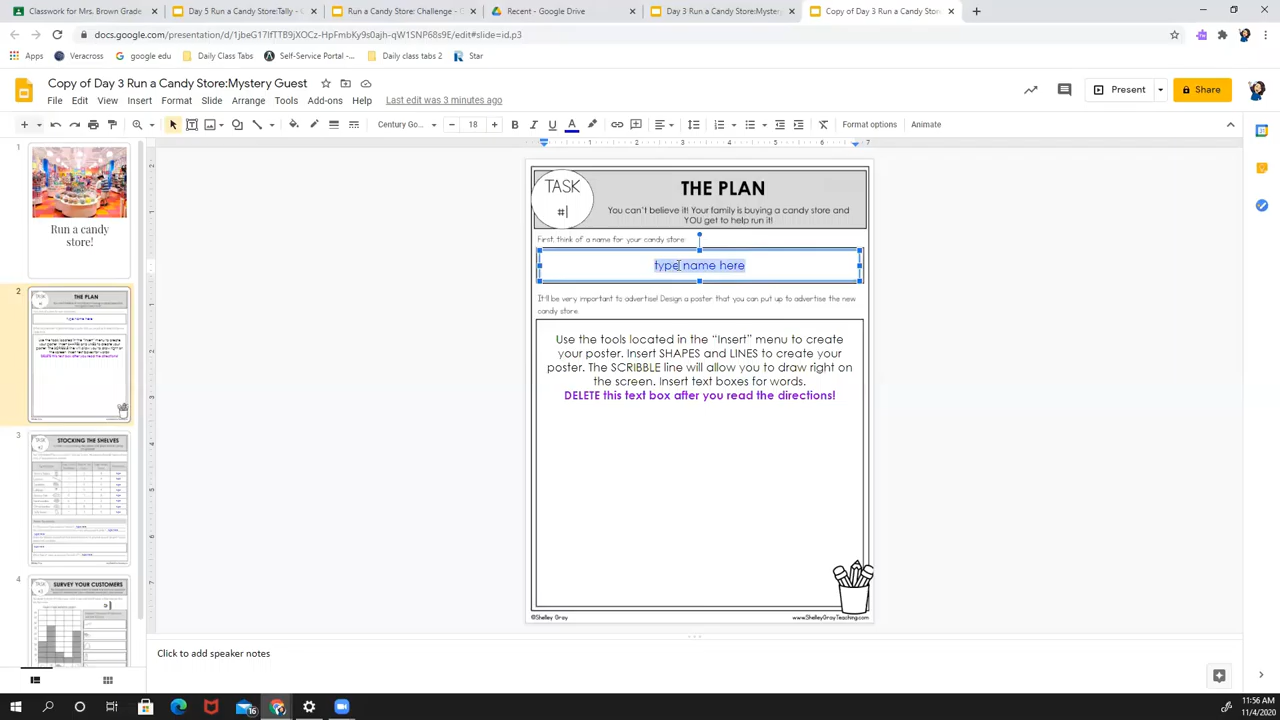 Classwork for Mrs. Brown Grade
Day 5 Run a Candy Store:Tally - G
Run a Candy Store: Challenge - G
Recent - Google Drive
Day 3 Run a Candy Store:Mystery
Copy of Day 3 Run a Candy Store
docs.google.com/presentation/d/1jbeG17IfTTB9jXOCz-HpFmbKy9s0ajh-qW1SNP68s9E/edit#slide=id.p3
Apps
Veracross
google edu
Daily Class Tabs
Self-Service Portal-...
Daily class tabs 2
Star
Copy of Day 3 Run a Candy Store:Mystery Guest
File Edit View Insert Format Slide Arrange Tools Add-ons Help
Last edit was 3 minutes ago
Present
Share
Century Go...
18
Format options
Animate
1
Run a candy
store!
2
THE PLAN
type name here
3
STOCKING THE SHELVES
4
SURVEY YOUR CUSTOMERS
TASK
#1
THE PLAN
You can't believe it! Your family is buying a candy store and
YOU get to help run it!
First, think of a name for your candy store:
type name here
It'll be very important to advertise! Design a poster that you can put up to advertise the new
candy store.
Use the tools located in the "Insert" menu to create
your poster. Insert SHAPES and LINES to create your
poster. The SCRIBBLE line will allow you to draw right on
the screen. Insert text boxes for words.
DELETE this text box after you read the directions!
©Shelley Gray
www.ShelleyGrayTeaching.com
Click to add speaker notes
11:56 AM
11/4/2020